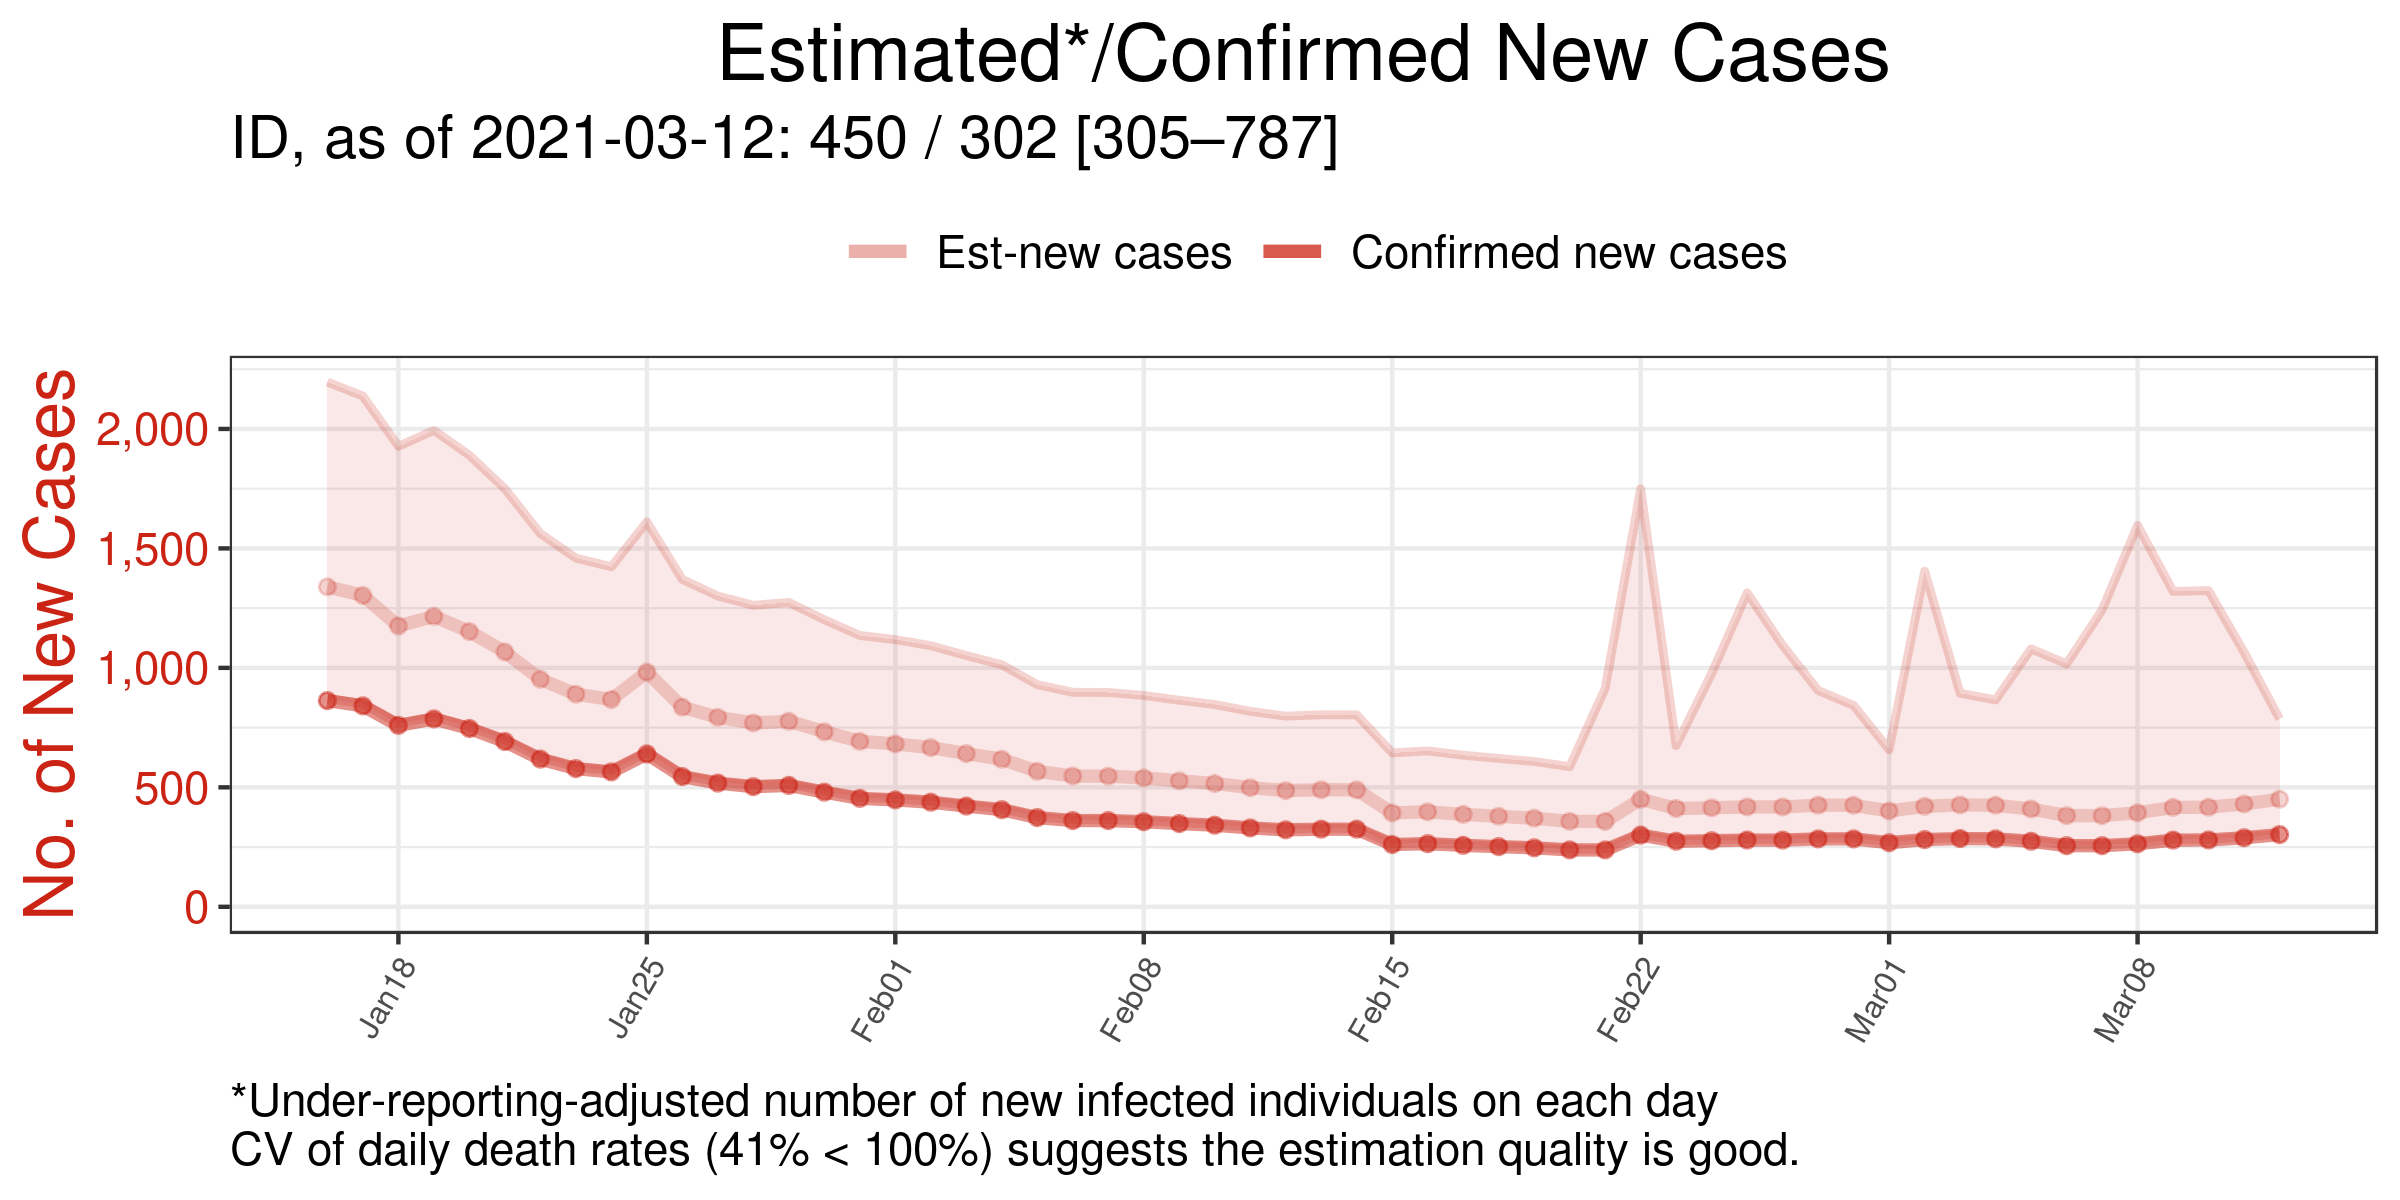 Estimated*/Confirmed New Cases
ID, as of 2021-03-12: 450 / 302 [305–787]
Est-new cases Confirmed new cases
No. of New Cases
2,000
1,500
1,000
500
0
Jan18 Jan25 Feb01 Feb08 Feb15 Feb22 Mar01 Mar08
*Under-reporting-adjusted number of new infected individuals on each day
CV of daily death rates (41% < 100%) suggests the estimation quality is good.